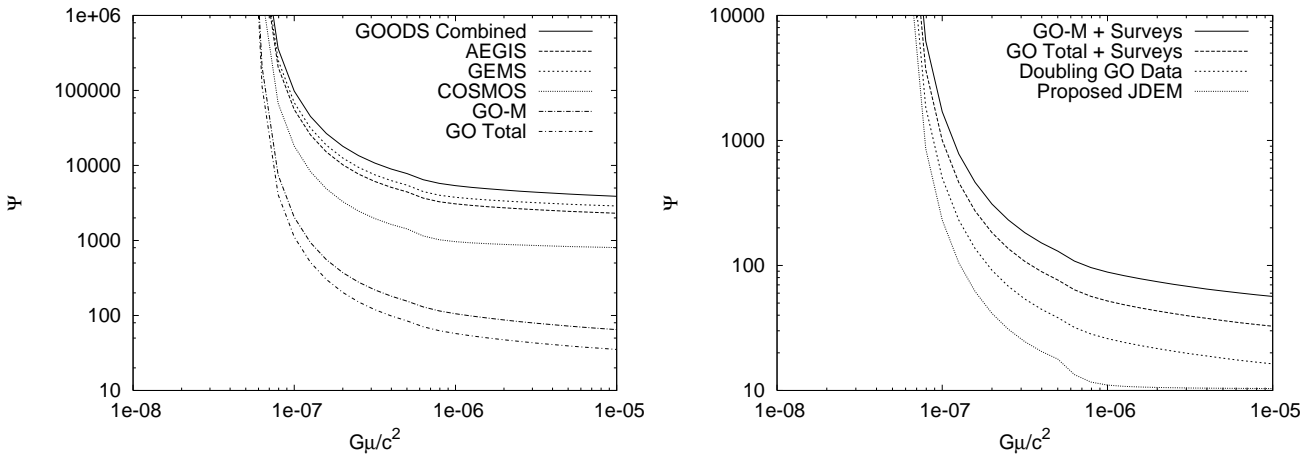 1e+06
100000
10000
1000
100
10
Ψ
1e-08
1e-07
1e-06
1e-05
Gμ/c²
GOODS Combined
AEGIS
GEMS
COSMOS
GO-M
GO Total
10000
1000
100
10
Ψ
1e-08
1e-07
1e-06
1e-05
Gμ/c²
GO-M + Surveys
GO Total + Surveys
Doubling GO Data
Proposed JDEM